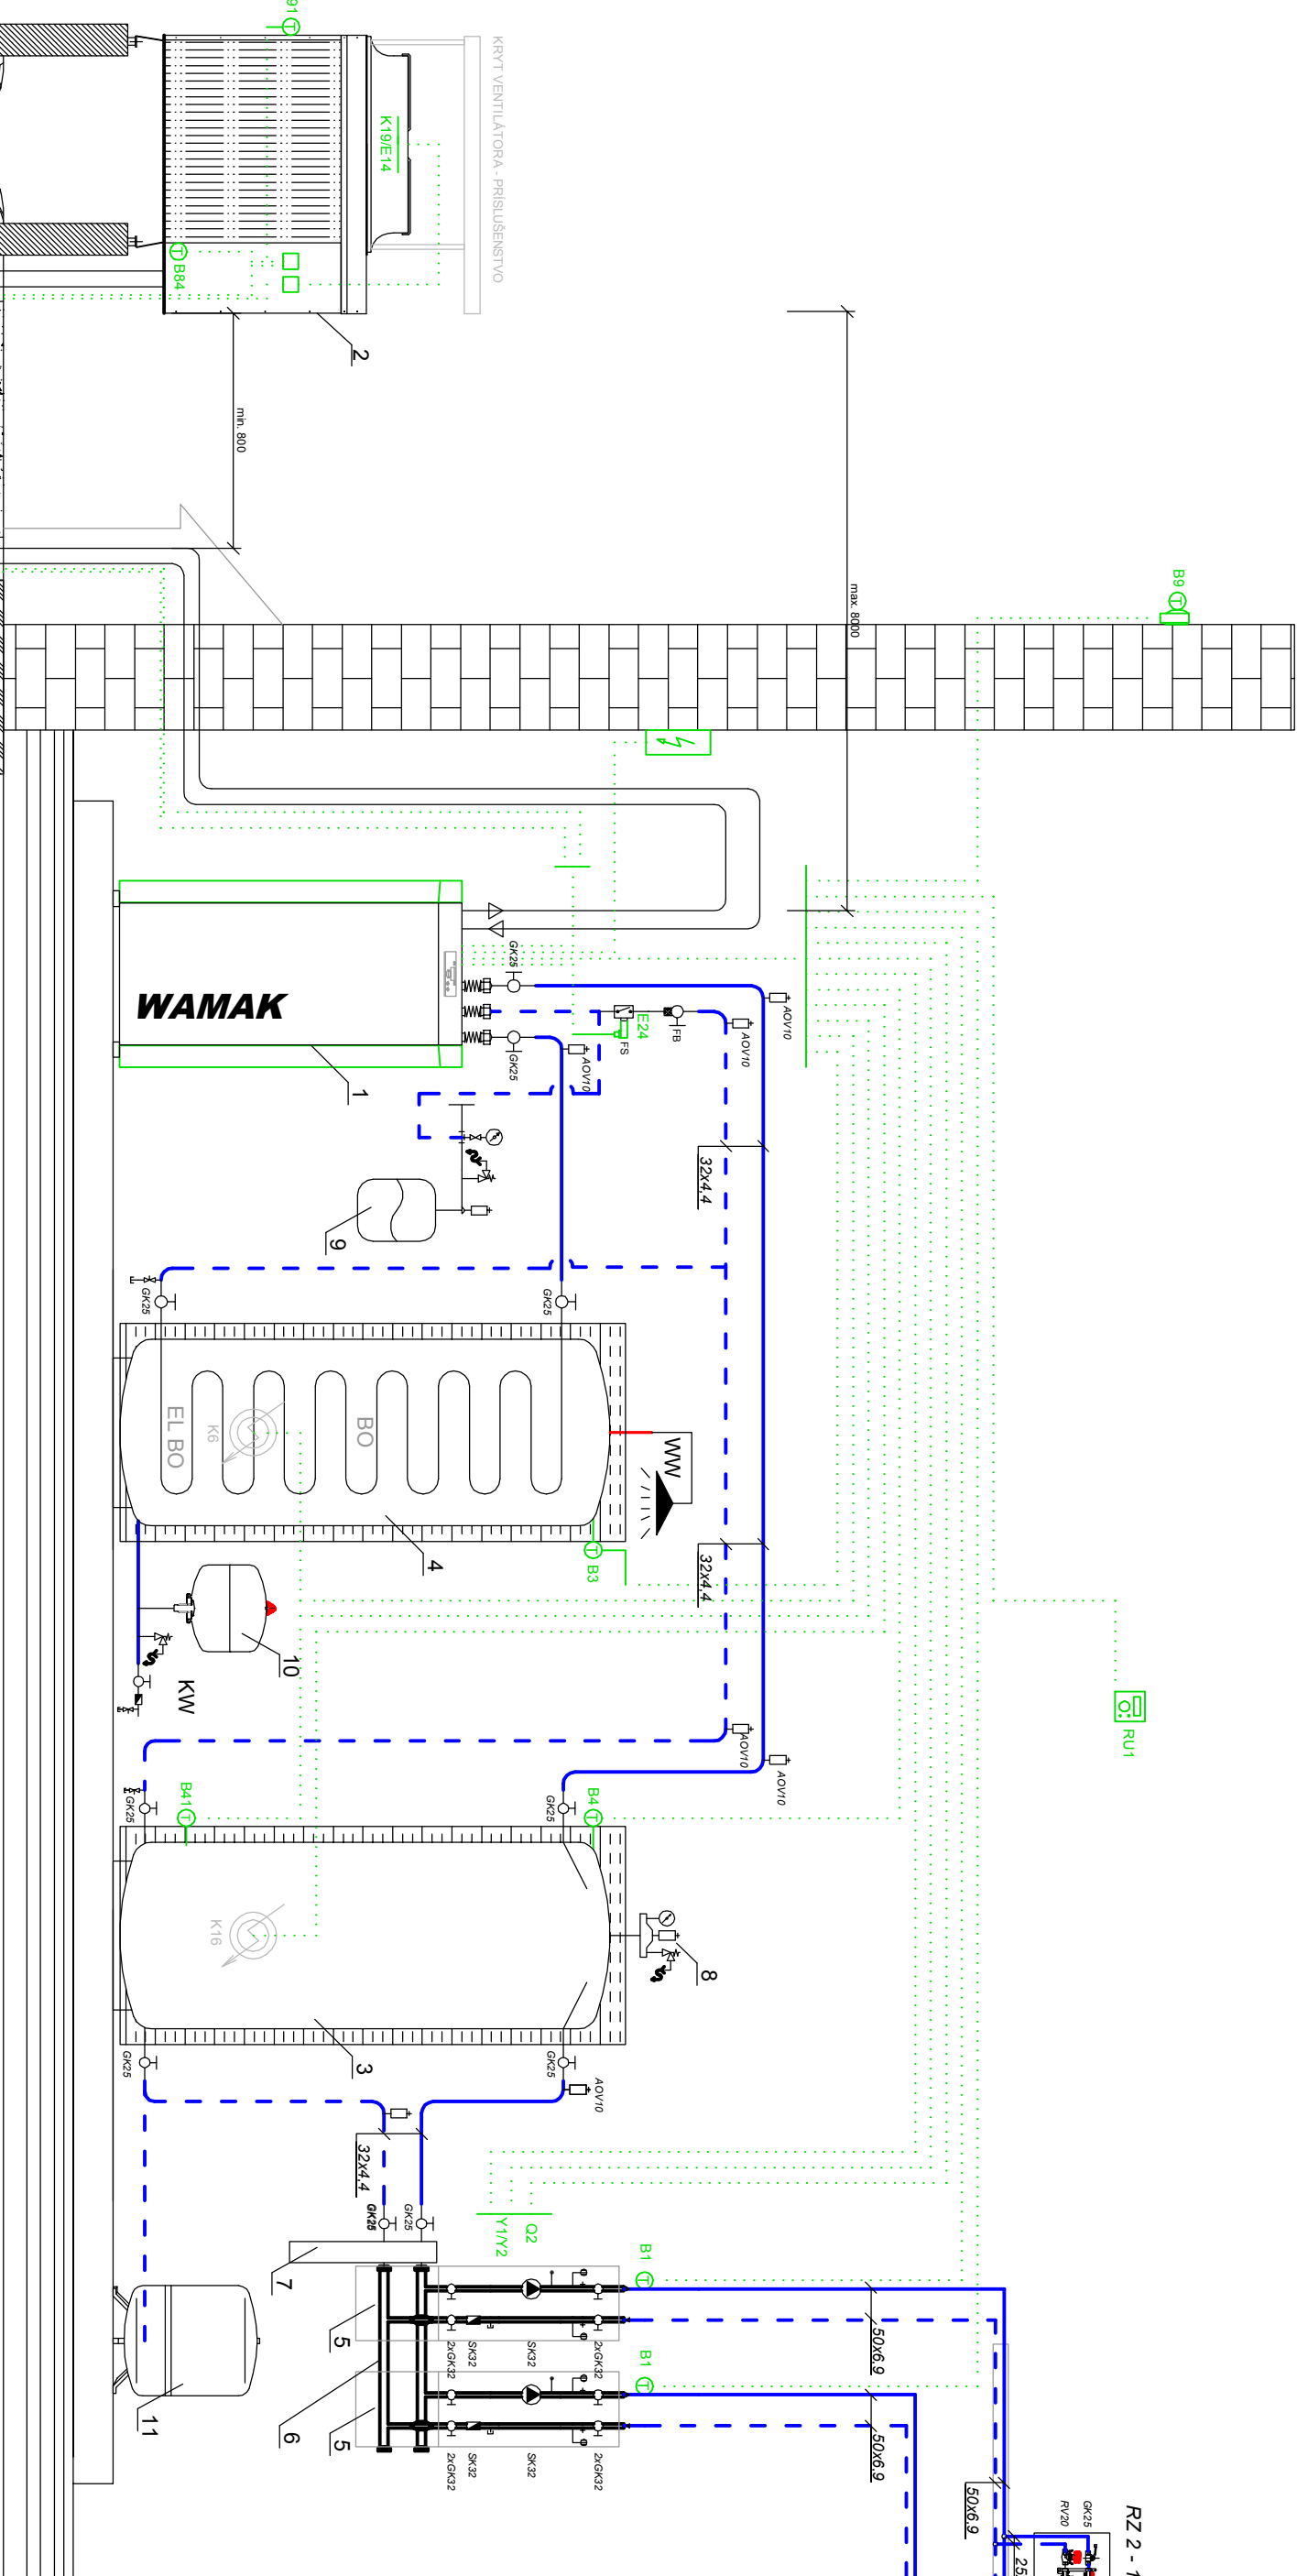 KRYT VENTILÁTORA - PRÍSLUŠENSTVO
91 T
K19/E14
T B84
2
min. 800
max. 8000
B9 T
WAMAK
1
GK25
GK25
AOV10
AOV10
AOV10
E24
FS
FB
32x4,4
9
GK25
GK25
EL BO
K6
BO
WW
4
T B3
32x4,4
10
KW
RU1
AOV10
AOV10
B41 T
GK25
B4 T
GK25
K16
8
3
GK25
GK25
AOV10
32x4,4
GK25
GK25
7
Y1/Y2
Q2
B1 T
B1 T
5
6
5
2xGK32
SK32
SK32
2xGK32
2xGK32
SK32
SK32
2xGK32
50x6,9
50x6,9
50x6,9
11
RZ 2 - 1
GK25
RV20
25